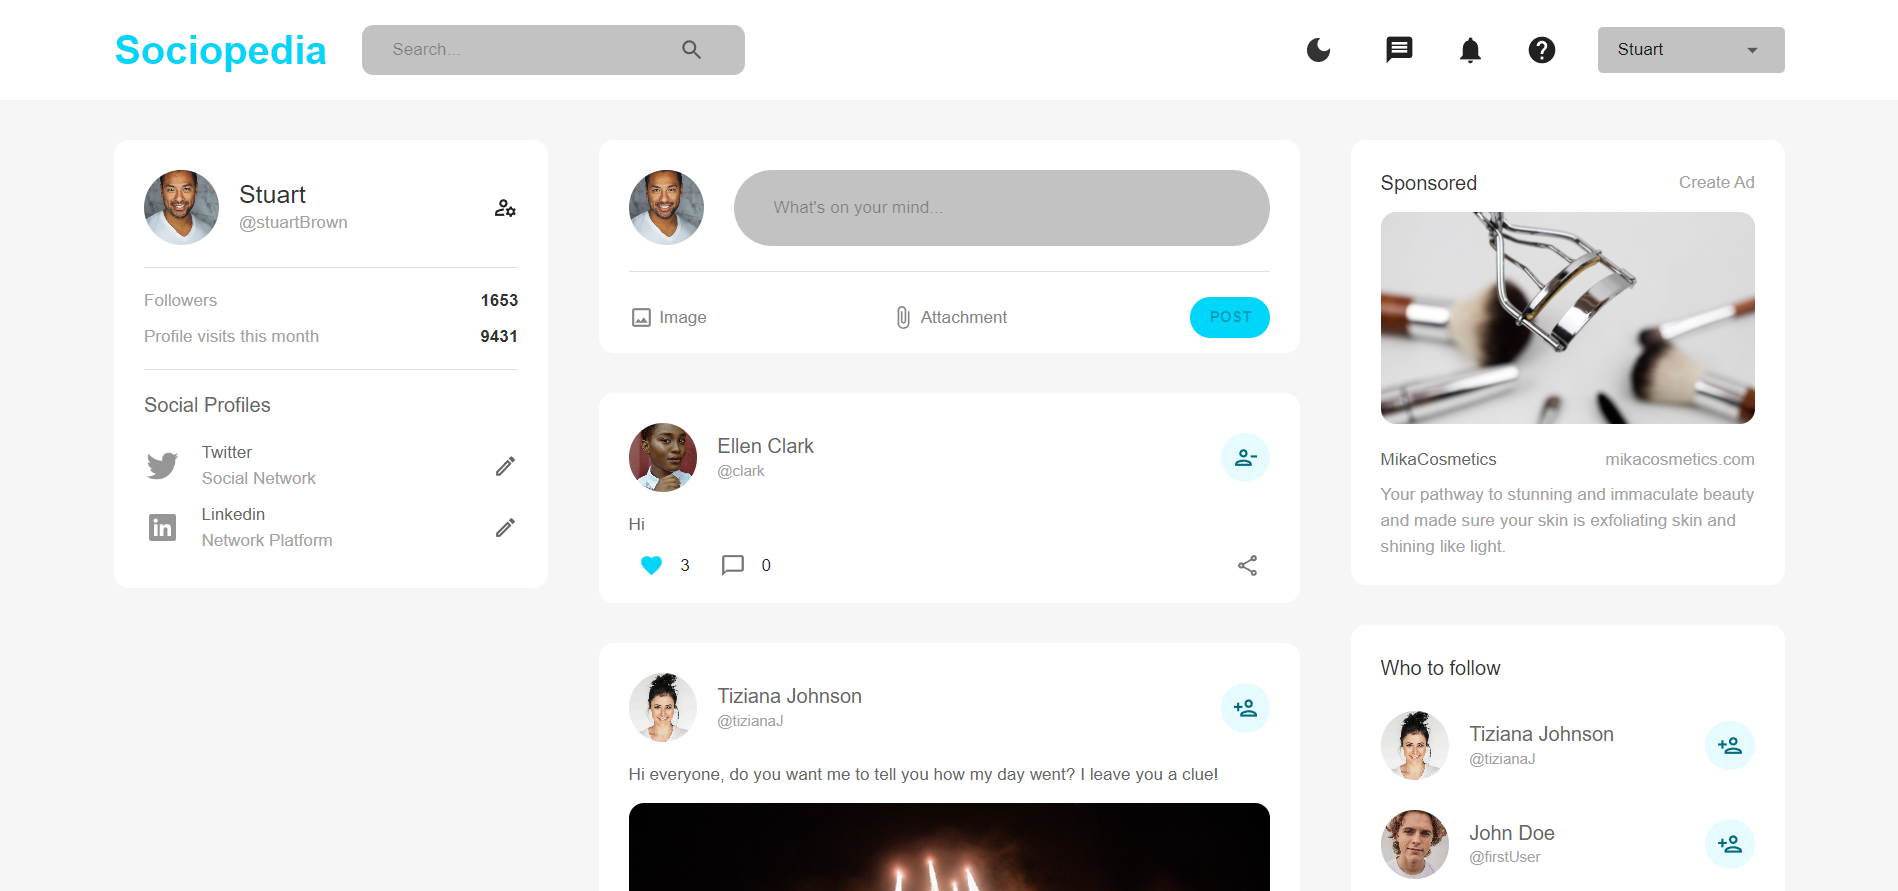 Sociopedia
Search...
Stuart
Stuart
@stuartBrown
Followers 1653
Profile visits this month 9431
Social Profiles
Twitter
Social Network
Linkedin
Network Platform
What's on your mind...
Image
Attachment
POST
Ellen Clark
@clark
Hi
3
0
Tiziana Johnson
@tizianaJ
Hi everyone, do you want me to tell you how my day went? I leave you a clue!
Sponsored
Create Ad
MikaCosmetics
mikacosmetics.com
Your pathway to stunning and immaculate beauty
and made sure your skin is exfoliating skin and
shining like light.
Who to follow
Tiziana Johnson
@tizianaJ
John Doe
@firstUser